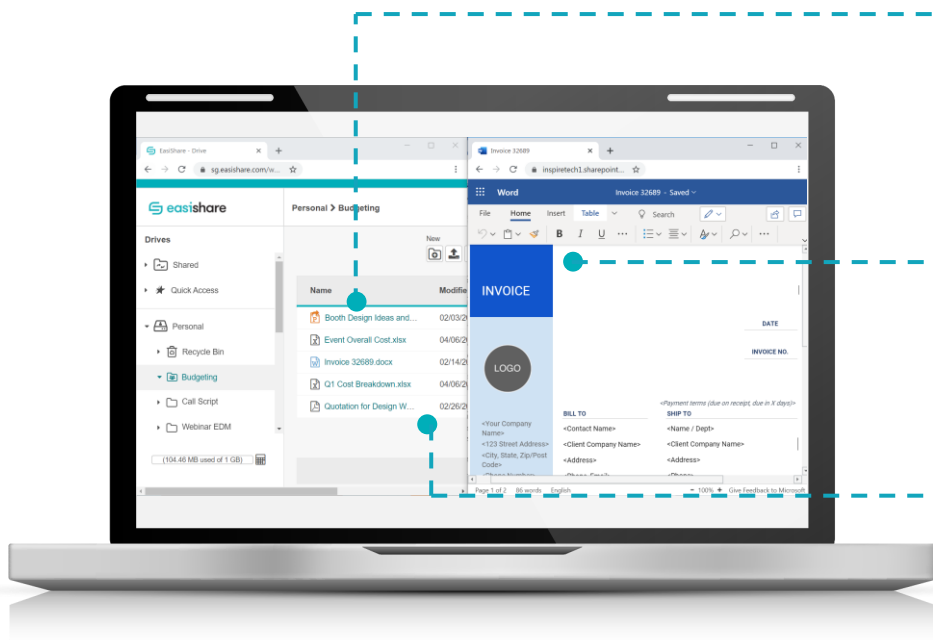 EasiShare - Drive
sg.easishare.com/w...
easishare
Personal > Budgeting
Drives
New
Shared
Quick Access
Name Modifie
Personal
Booth Design Ideas and... 02/03/2
Recycle Bin
Event Overall Cost.xlsx 04/06/2
Budgeting
Invoice 32689.docx 02/14/2
Call Script
Q1 Cost Breakdown.xlsx 04/06/2
Webinar EDM
Quotation for Design W... 02/26/2
(104.46 MB used of 1 GB)
Invoice 32689
inspiretech1.sharepoint...
Word Invoice 32689 - Saved
File Home Insert Table Search
B I U ...
INVOICE
DATE
INVOICE NO.
LOGO
<Payment terms (due on receipt, due in X days)>
BILL TO SHIP TO
<Your Company
Name>
<123 Street Address>
<City, State, Zip/Post
Code>
<Contact Name> <Name / Dept>
<Client Company Name> <Client Company Name>
<Address> <Address>
<Phone>
Page 1 of 2 86 words English - 100% + Give Feedback to Microsoft